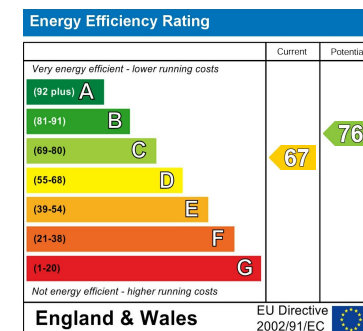 Energy Efficiency Rating
Current Potentia
Very energy efficient - lower running costs
(92 plus) A
(81-91) B
(69-80) C
(55-68) D
(39-54) E
(21-38) F
(1-20) G
67
76
Not energy efficient - higher running costs
England & Wales
EU Directive
2002/91/EC